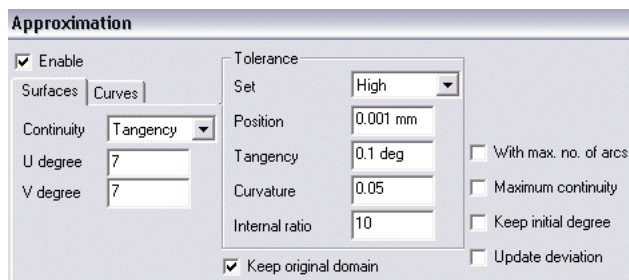 Approximation
Enable
Surfaces Curves
Continuity Tangency
U degree 7
V degree 7
Tolerance
Set High
Position 0.001 mm
Tangency 0.1 deg
Curvature 0.05
Internal ratio 10
Keep original domain
With max. no. of arcs
Maximum continuity
Keep initial degree
Update deviation